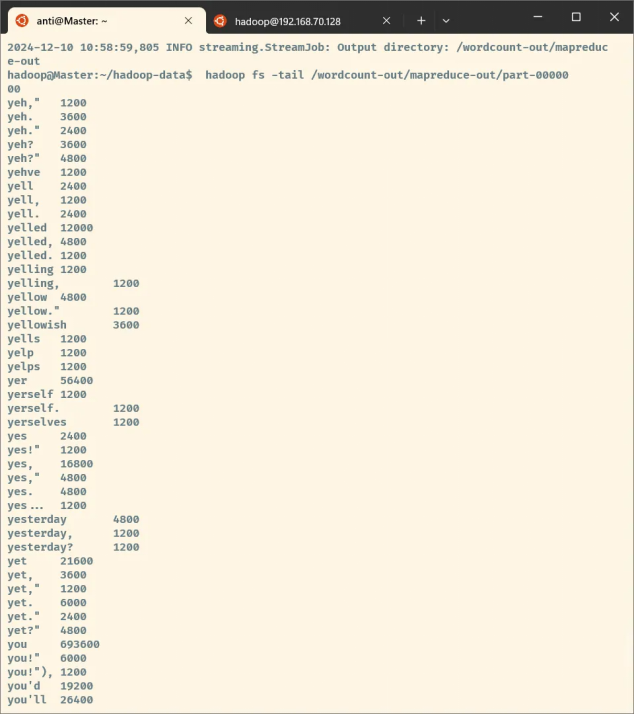 anti@Master: ~
hadoop@192.168.70.128
2024-12-10 10:58:59,805 INFO streaming.StreamJob: Output directory: /wordcount-out/mapreduc
e-out
hadoop@Master:~/hadoop-data$  hadoop fs -tail /wordcount-out/mapreduce-out/part-00000
00
yeh,"   1200
yeh.    3600
yeh."   2400
yeh?    3600
yeh?"   4800
yehve   1200
yell    2400
yell,   1200
yell.   2400
yelled  12000
yelled, 4800
yelled. 1200
yelling 1200
yelling,        1200
yellow  4800
yellow."        1200
yellowish       3600
yells   1200
yelp    1200
yelps   1200
yer     56400
yerself 1200
yerself.        1200
yerselves       1200
yes     2400
yes!"   1200
yes,    16800
yes,"   4800
yes.    4800
yes...  1200
yesterday       4800
yesterday,      1200
yesterday?      1200
yet     21600
yet,    3600
yet,"   1200
yet.    6000
yet."   2400
yet?"   4800
you     693600
you!"   6000
you!"), 1200
you'd   19200
you'll  26400